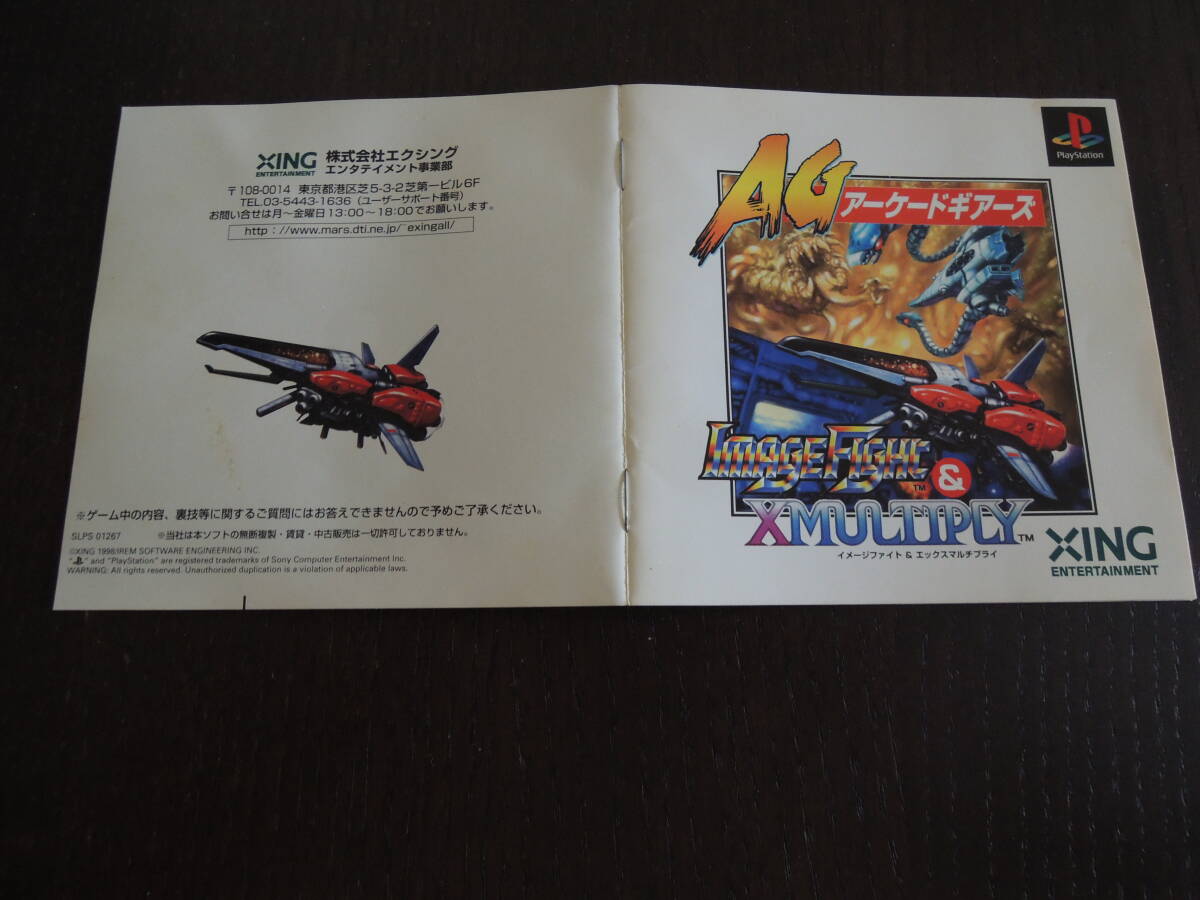 XING
ENTERTAINMENT
株式会社エクシング
エンタテイメント事業部
〒108-0014 東京都港区芝5-3-2芝第一ビル6F
TEL.03-5443-1636（ユーザーサポート番号）
お問い合せは月～金曜日13:00～18:00でお願いします。
http://www.mars.dti.ne.jp/~exingall/
※ゲーム中の内容、裏技等に関するご質問にはお答えできませんので予めご了承ください。
SLPS 01267 ※当社は本ソフトの無断複製・賃貸・中古販売は一切許可しておりません。
©XING 1998/IREM SOFTWARE ENGINEERING INC.
" " and "PlayStation" are registered trademarks of Sony Computer Entertainment Inc.
WARNING: All rights reserved. Unauthorized duplication is a violation of applicable laws.
PlayStation
AG
アーケードギアーズ
IMAGEFIGHT™
&
XMULTIPLY™
イメージファイト & エックスマルチプライ
XING
ENTERTAINMENT